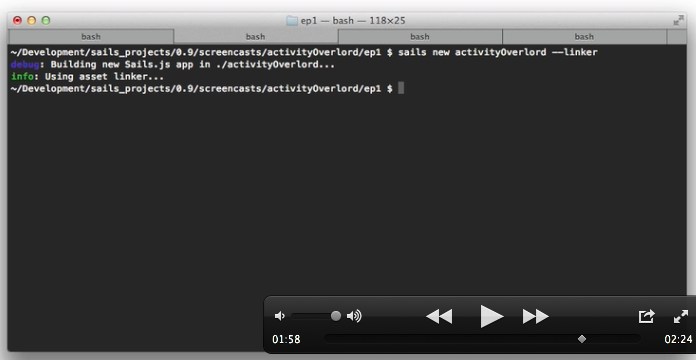 ep1 — bash — 118×25
bash bash bash bash
~/Development/sails_projects/0.9/screencasts/activityOverlord/ep1 $ sails new activityOverlord --linker
debug: Building new Sails.js app in ./activityOverlord...
info: Using asset linker...
~/Development/sails_projects/0.9/screencasts/activityOverlord/ep1 $
01:58 02:24